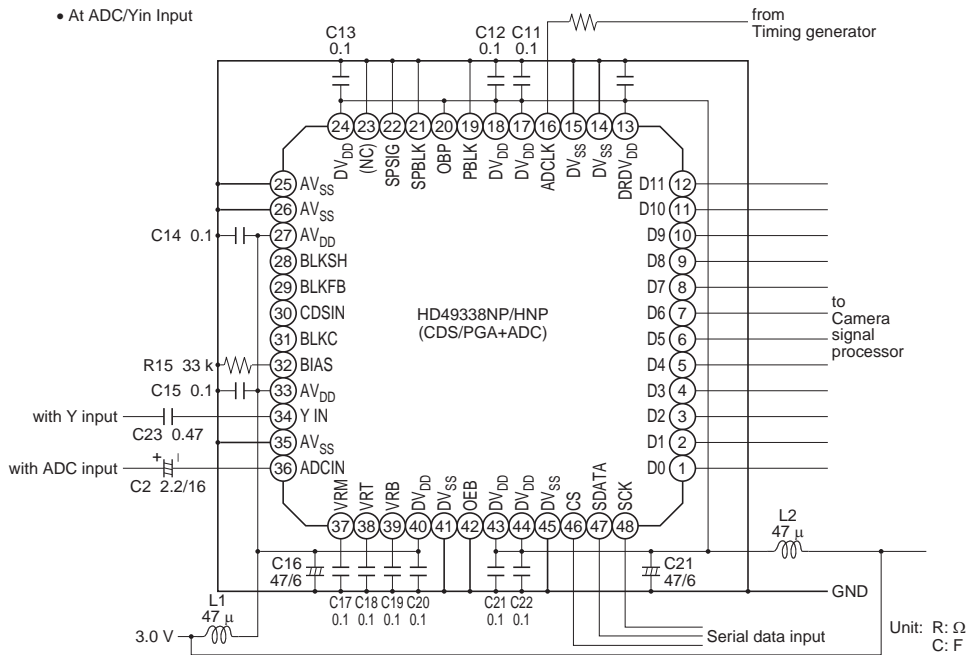 • At ADC/Yin Input
from
Timing generator
C13
0.1
C12
0.1
C11
0.1
24 23 22 21 20 19 18 17 16 15 14 13
DVDD
(NC)
SPSIG
SPBLK
OBP
PBLK
DVDD
DVDD
ADCLK
DVSS
DVSS
DRDVDD
25 AVSS
26 AVSS
C14 0.1
27 AVDD
28 BLKSH
29 BLKFB
30 CDSIN
31 BLKC
R15 33 k
32 BIAS
C15 0.1
33 AVDD
with Y input
34 Y IN
C23 0.47
35 AVSS
with ADC input
+ −
36 ADCIN
C2 2.2/16
HD49338NP/HNP
(CDS/PGA+ADC)
D11 12
D10 11
D9 10
D8 9
D7 8
D6 7
D5 6
D4 5
D3 4
D2 3
D1 2
D0 1
to
Camera
signal
processor
VRM
VRT
VRB
DVDD
DVSS
OEB
DVDD
DVDD
DVSS
CS
SDATA
SCK
37 38 39 40 41 42 43 44 45 46 47 48
C16
47/6
C17
0.1
C18
0.1
C19
0.1
C20
0.1
C21
0.1
C22
0.1
C21
47/6
L2
47 μ
GND
L1
47 μ
3.0 V
Serial data input
Unit: R: Ω
C: F